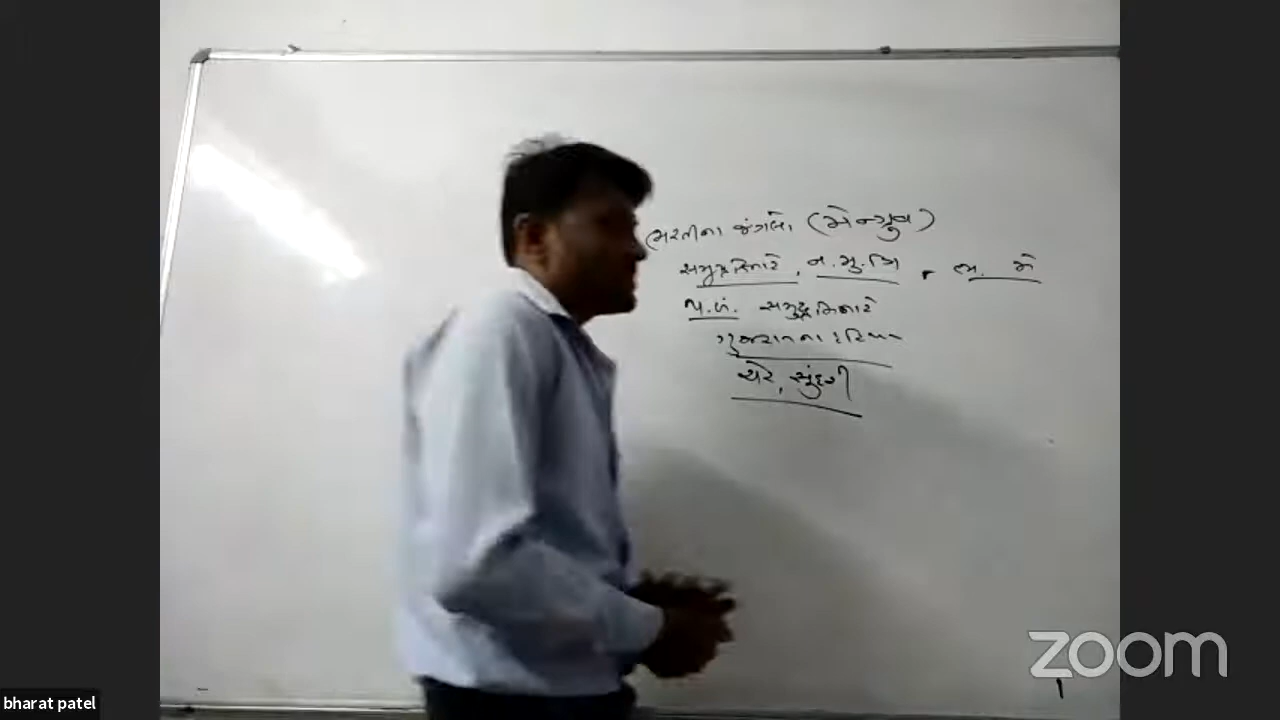 ભરતીના જંગલો (મેન્ગ્રુવ)
સમુદ્રકિનારે, ન. મુ. ત્રિ
પ.બં. સમુદ્રકિનારે
ગુજરાતના દરિયા
ચેર, સુંદરી
zoom
bharat patel